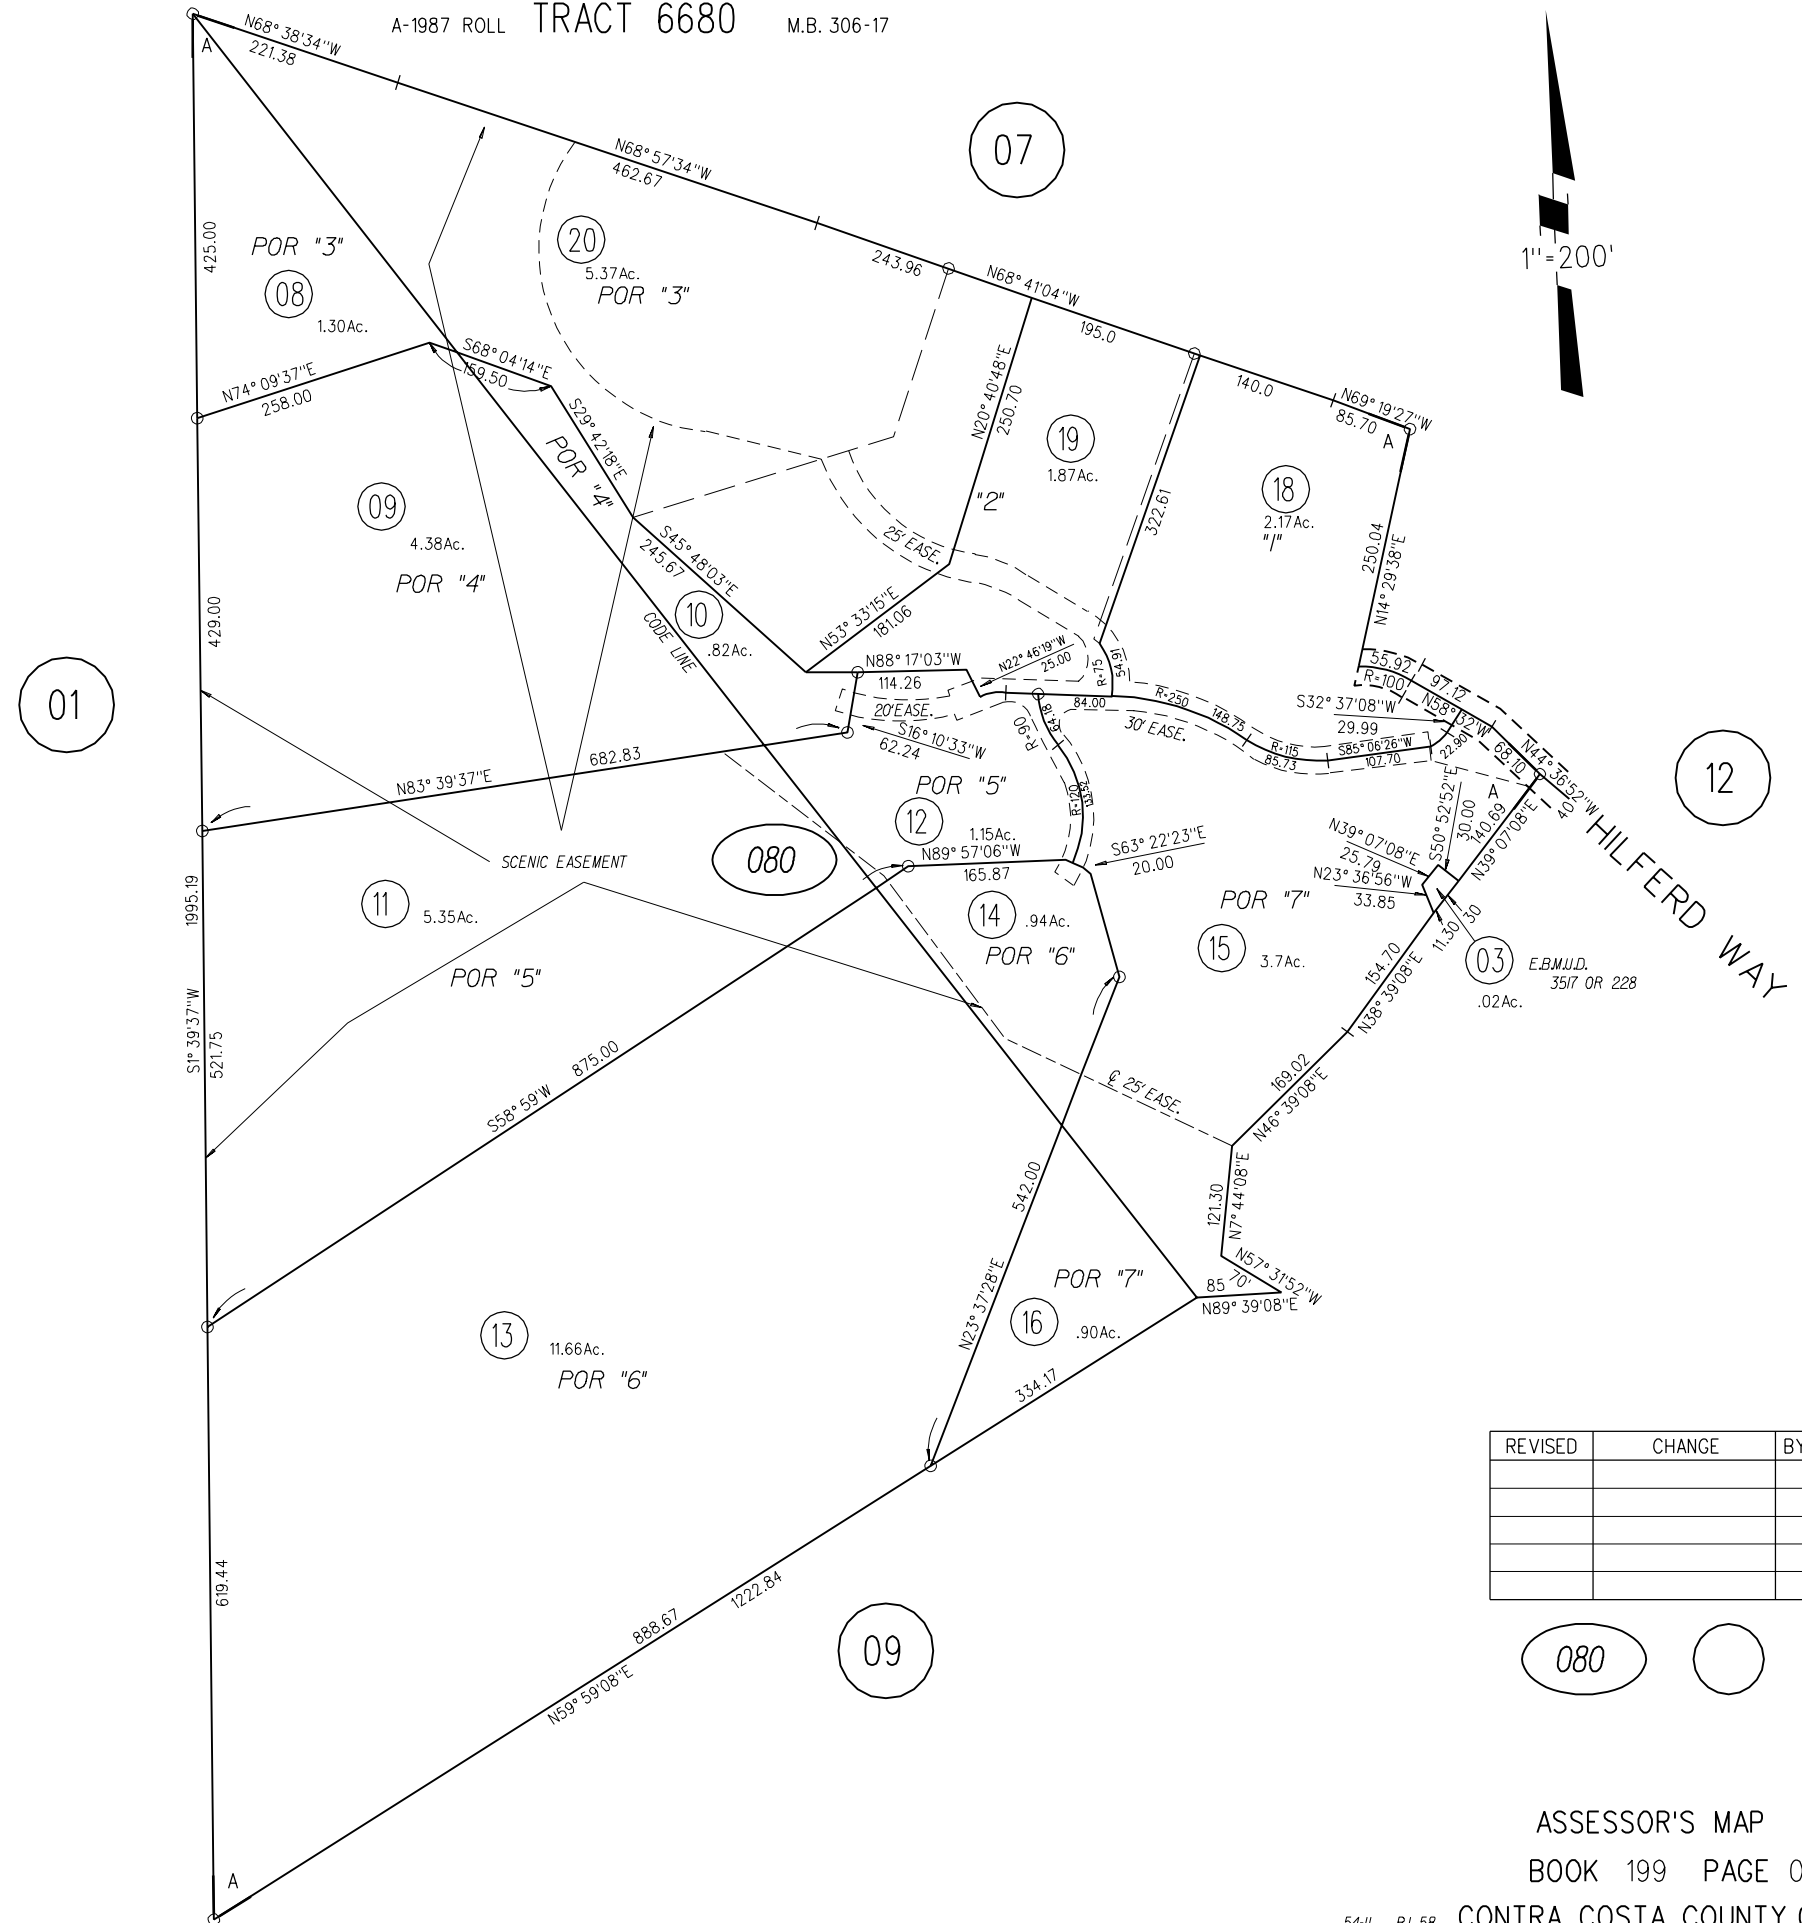 A-1987 ROLL TRACT 6680 M.B. 306-17
N68°38'34"W
221.38
A
07
N68°57'34"W
462.67
1"=200'
425.00
POR "3"
08
1.30Ac.
20
5.37Ac.
POR "3"
243.96
N68°41'04"W
195.0
140.0
N69°19'27"W
85.70
A
N74°09'37"E
258.00
S68°04'14"E
159.50
S29°42'18"E
POR "4"
N20°40'48"E
250.70
19
1.87Ac.
"2"
322.61
18
2.17Ac.
"1"
250.04
N14°29'38"E
09
4.38Ac.
POR "4"
429.00
S45°48'03"E
245.67
25' EASE.
10
.82Ac.
CODE LINE
N53°33'15"E
181.06
N88°17'03"W
114.26
N22°46'19"W
25.00
R=75
54.91
55.92
R=100
97.12
N58°32'W
S32°37'08"W
29.99
20' EASE.
S16°10'33"W
62.24
R=90
64.18
84.00
R=250
148.75
30' EASE.
R=115
85.73
S85°06'26"W
107.70
22.90
68.10
N44°36'52"W
40'
01
682.83
N83°39'37"E
POR "5"
12
1.15Ac.
R=120
N89°57'06"W
165.87
S63°22'23"E
20.00
A
S50°52'52"E
30.00
140.69
N39°07'08"E
N39°07'08"E
25.79
N23°36'56"W
33.85
12
HILFERD WAY
SCENIC EASEMENT
080
1995.19
S1°39'37"W
521.75
11
5.35Ac.
POR "5"
14
.94Ac.
POR "6"
POR "7"
15
3.7Ac.
11.30
30
03
.02Ac.
E.B.M.U.D.
3517 OR 228
154.70
N38°39'08"E
S58°59'W
875.00
℄ 25' EASE.
169.02
N46°39'08"E
542.00
N23°37'28"E
121.30
N7°44'08"E
N57°31'52"W
70'
85
N89°39'08"E
POR "7"
16
.90Ac.
13
11.66Ac.
POR "6"
334.17
619.44
1222.84
888.67
N59°59'08"E
09
REVISED CHANGE BY
080
A
ASSESSOR'S MAP
BOOK 199 PAGE 0
CONTRA COSTA COUNTY,